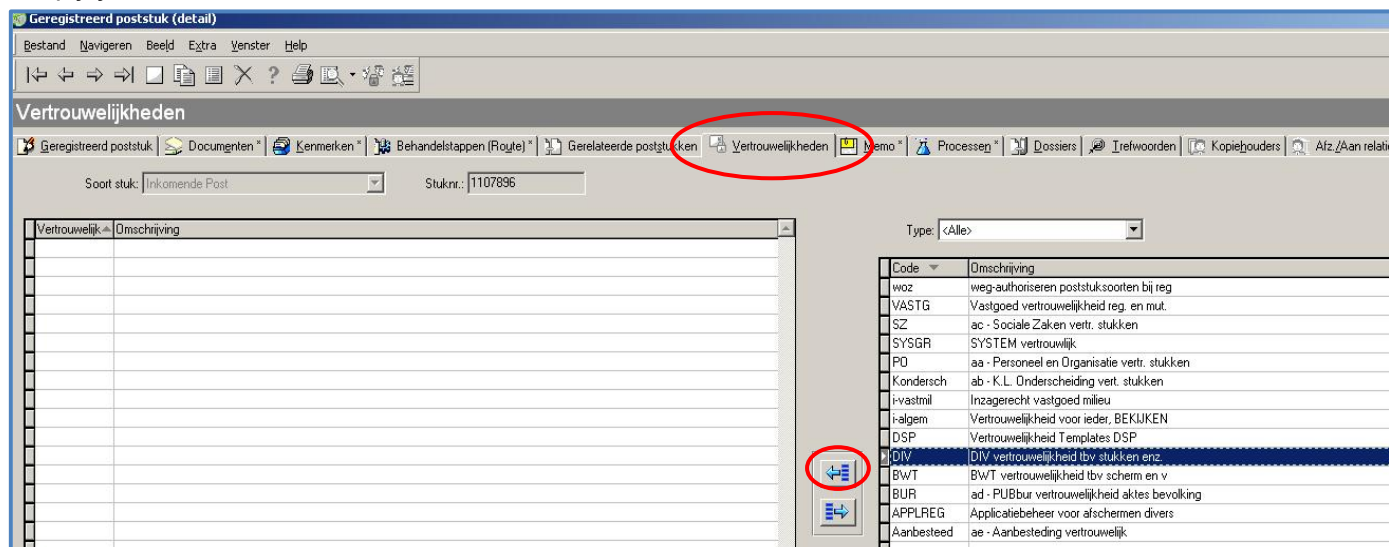 Geregistreerd poststuk (detail)
Bestand Navigeren Beeld Extra Venster Help
Vertrouwelijkheden
Geregistreerd poststuk Documenten * Kenmerken * Behandelstappen (Route) * Gerelateerde poststukken Vertrouwelijkheden Memo * Processen * Dossiers Trefwoorden Kopiehouders Afz./Aan relati
Soort stuk: Inkomende Post Stuknr.: 1107896
Vertrouwelijk Omschrijving
Type: <Alle>
Code Omschrijving
woz weg-authoriseren poststuksoorten bij reg
VASTG Vastgoed vertrouwelijkheid reg. en mut.
SZ ac - Sociale Zaken vertr. stukken
SYSGR SYSTEM vertrouwlijk
PO aa - Personeel en Organisatie vertr. stukken
Kondersch ab - K.L. Onderscheiding vert. stukken
i-vastmil Inzagerecht vastgoed milieu
i-algem Vertrouwelijkheid voor ieder, BEKIJKEN
DSP Vertrouwelijkheid Templates DSP
DIV DIV vertrouwelijkheid tbv stukken enz.
BWT BWT vertrouwelijkheid tbv scherm en v
BUR ad - PUBbur vertrouwelijkheid aktes bevolking
APPLREG Applicatiebeheer voor afschermen divers
Aanbesteed ae - Aanbesteding vertrouwelijk